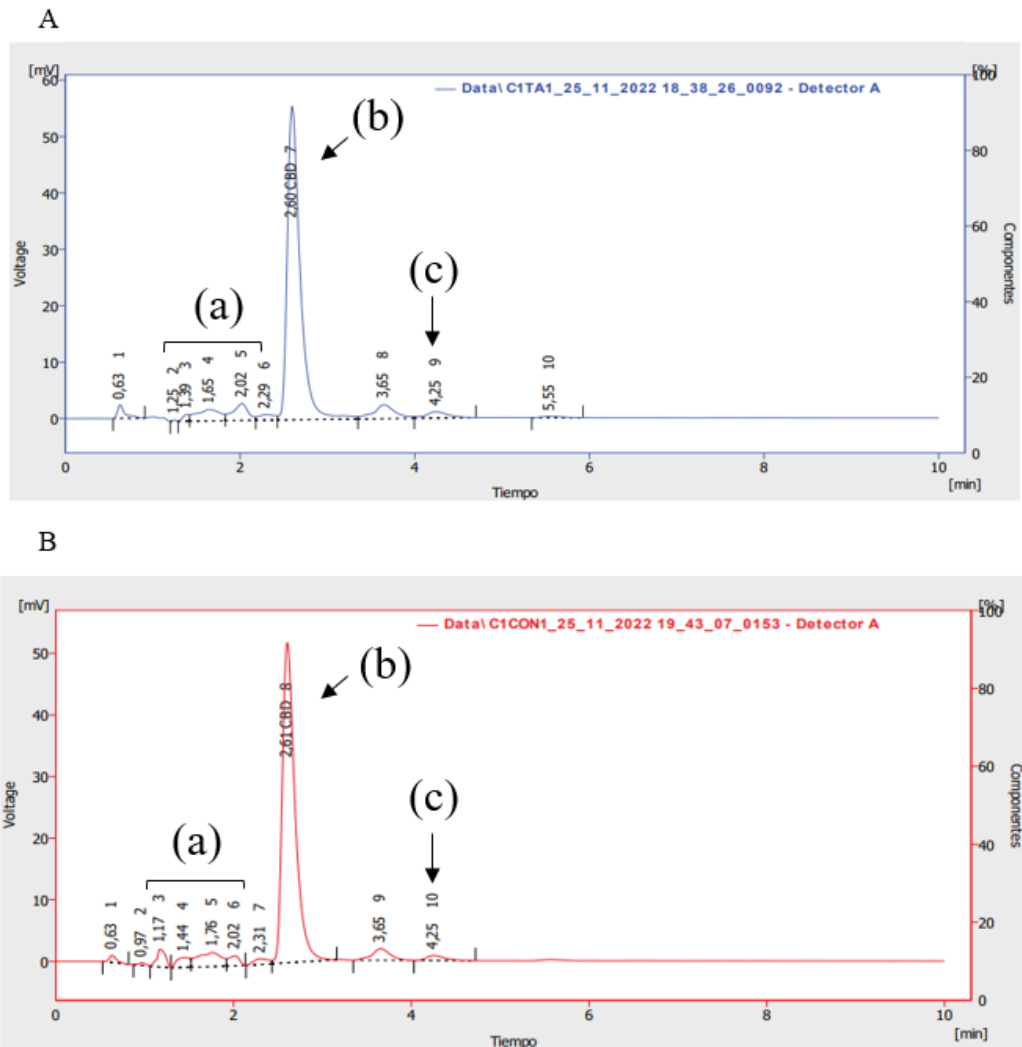 A
[mV]
[%]
Data\ C1TA1_25_11_2022 18_38_26_0092 - Detector A
60
50
40
30
20
10
0
Voltage
100
80
60
40
20
0
Componentes
(a)
(b)
(c)
0,63 1
1,25 2
1,39 3
1,65 4
2,02 5
2,29 6
2,60 CBD 7
3,65 8
4,25 9
5,55 10
0 2 4 6 8 10
Tiempo
[min]
B
[mV]
[%]
Data\ C1CON1_25_11_2022 19_43_07_0153 - Detector A
50
40
30
20
10
0
Voltage
100
80
60
40
20
0
Componentes
(a)
(b)
(c)
0,63 1
0,97 2
1,17 3
1,44 4
1,76 5
2,02 6
2,31 7
2,61 CBD 8
3,65 9
4,25 10
0 2 4 6 8 10
Tiempo
[min]